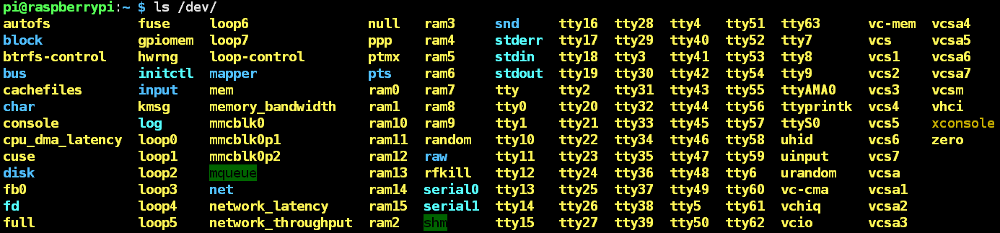 pi@raspberrypi:~ $ ls /dev/
autofs fuse loop6 null ram3 snd tty16 tty28 tty4 tty51 tty63 vc-mem vcsa4
block gpiomem loop7 ppp ram4 stderr tty17 tty29 tty40 tty52 tty7 vcs vcsa5
btrfs-control hwrng loop-control ptmx ram5 stdin tty18 tty3 tty41 tty53 tty8 vcs1 vcsa6
bus initctl mapper pts ram6 stdout tty19 tty30 tty42 tty54 tty9 vcs2 vcsa7
cachefiles input mem ram0 ram7 tty tty2 tty31 tty43 tty55 ttyAMA0 vcs3 vcsm
char kmsg memory_bandwidth ram1 ram8 tty0 tty20 tty32 tty44 tty56 ttyprintk vcs4 vhci
console log mmcblk0 ram10 ram9 tty1 tty21 tty33 tty45 tty57 ttyS0 vcs5 xconsole
cpu_dma_latency loop0 mmcblk0p1 ram11 random tty10 tty22 tty34 tty46 tty58 uhid vcs6 zero
cuse loop1 mmcblk0p2 ram12 raw tty11 tty23 tty35 tty47 tty59 uinput vcs7
disk loop2 mqueue ram13 rfkill tty12 tty24 tty36 tty48 tty6 urandom vcsa
fb0 loop3 net ram14 serial0 tty13 tty25 tty37 tty49 tty60 vc-cma vcsa1
fd loop4 network_latency ram15 serial1 tty14 tty26 tty38 tty5 tty61 vchiq vcsa2
full loop5 network_throughput ram2 shm tty15 tty27 tty39 tty50 tty62 vcio vcsa3